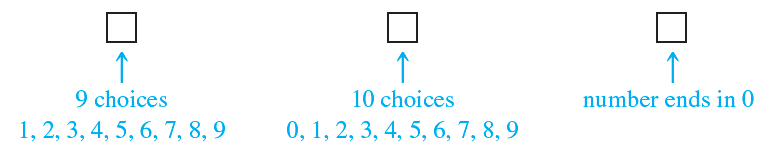 9 choices
1, 2, 3, 4, 5, 6, 7, 8, 9
10 choices
0, 1, 2, 3, 4, 5, 6, 7, 8, 9
number ends in 0